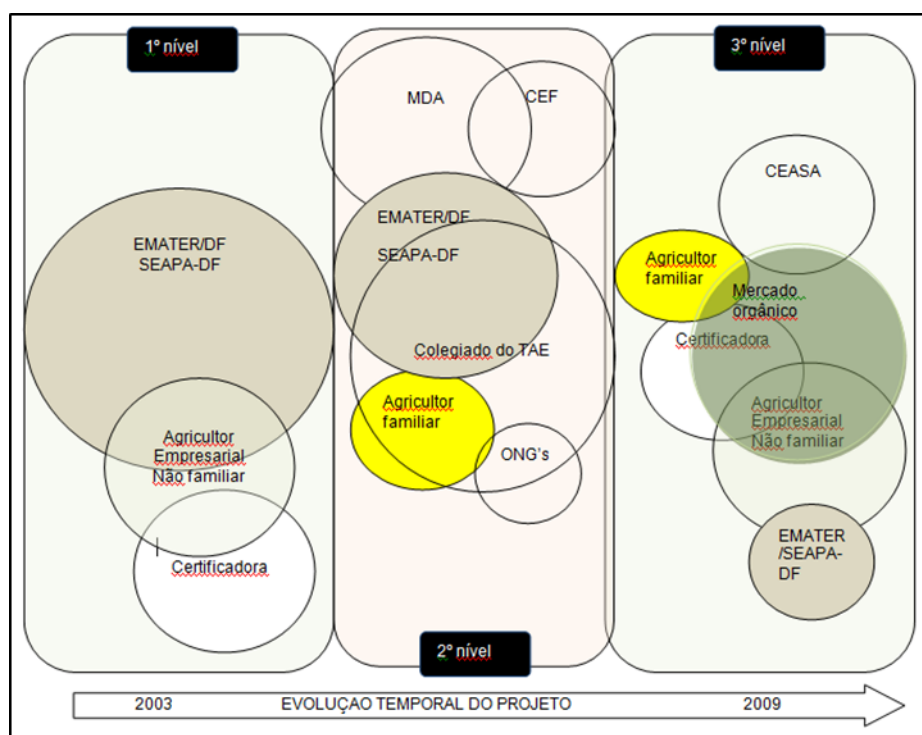 1º nível
EMATER/DF
SEAPA-DF
Agricultor
Empresarial
Não familiar
Certificadora
MDA
CEF
EMATER/DF
SEAPA-DF
Colegiado do TAE
Agricultor
familiar
ONG's
2º nível
3º nível
CEASA
Agricultor
familiar
Mercado
orgânico
Certificadora
Agricultor
Empresarial
Não familiar
EMATER
/SEAPA-
DF
2003
EVOLUÇAO TEMPORAL DO PROJETO
2009